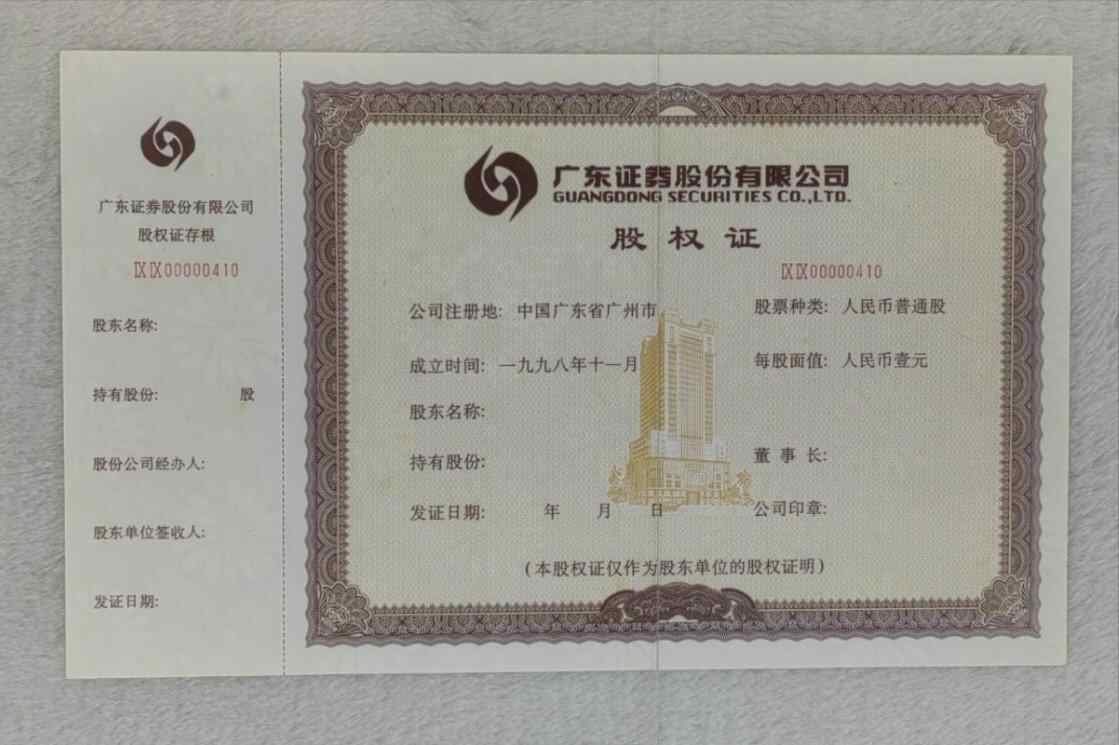 广东证券股份有限公司
股权证存根
ⅨⅨ00000410
股东名称:
持有股份: 股
股份公司经办人:
股东单位签收人:
发证日期:
广东证券股份有限公司
GUANGDONG SECURITIES CO.,LTD.
股权证
ⅨⅨ00000410
公司注册地: 中国广东省广州市
股票种类: 人民币普通股
成立时间: 一九九八年十一月
每股面值: 人民币壹元
股东名称:
持有股份:
董事长:
发证日期: 年 月 日
公司印章:
(本股权证仅作为股东单位的股权证明)